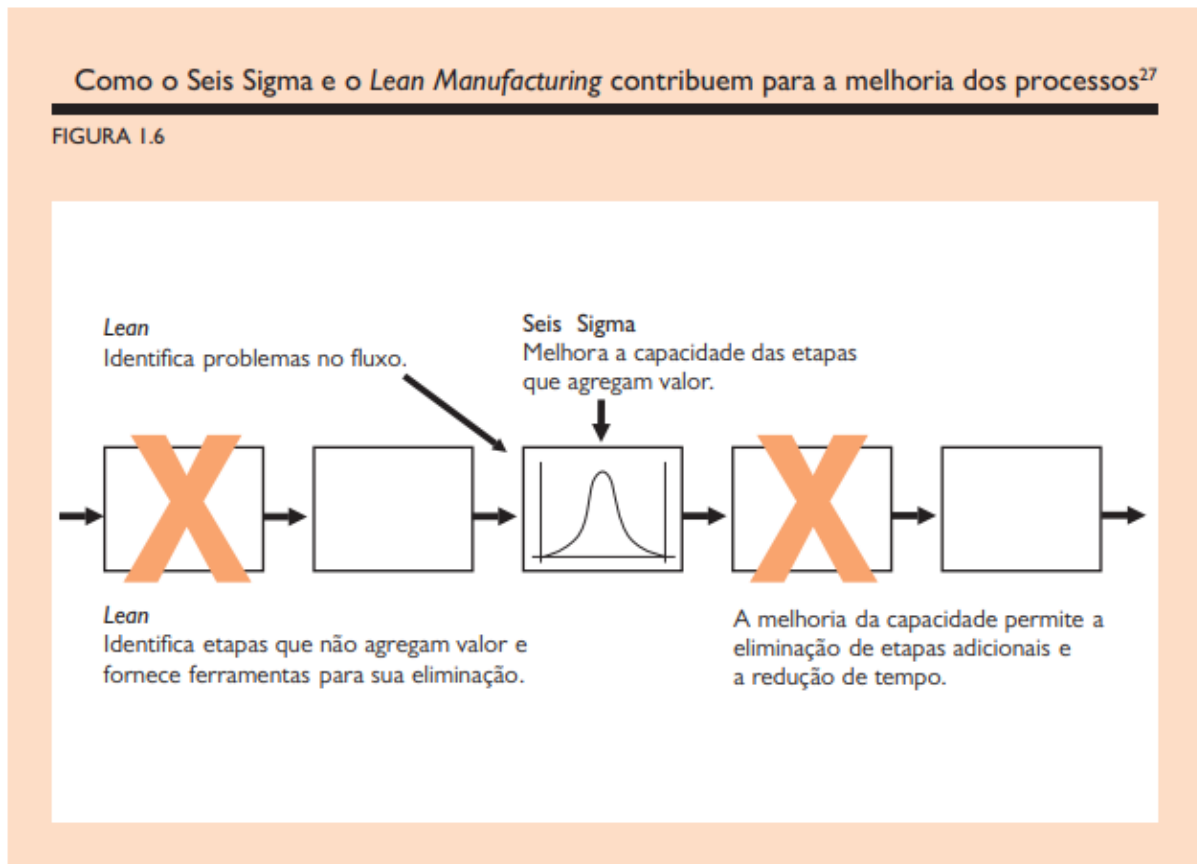 Como o Seis Sigma e o Lean Manufacturing contribuem para a melhoria dos processos27
FIGURA 1.6
Lean
Identifica problemas no fluxo.
Seis Sigma
Melhora a capacidade das etapas
que agregam valor.
Lean
Identifica etapas que não agregam valor e
fornece ferramentas para sua eliminação.
A melhoria da capacidade permite a
eliminação de etapas adicionais e
a redução de tempo.